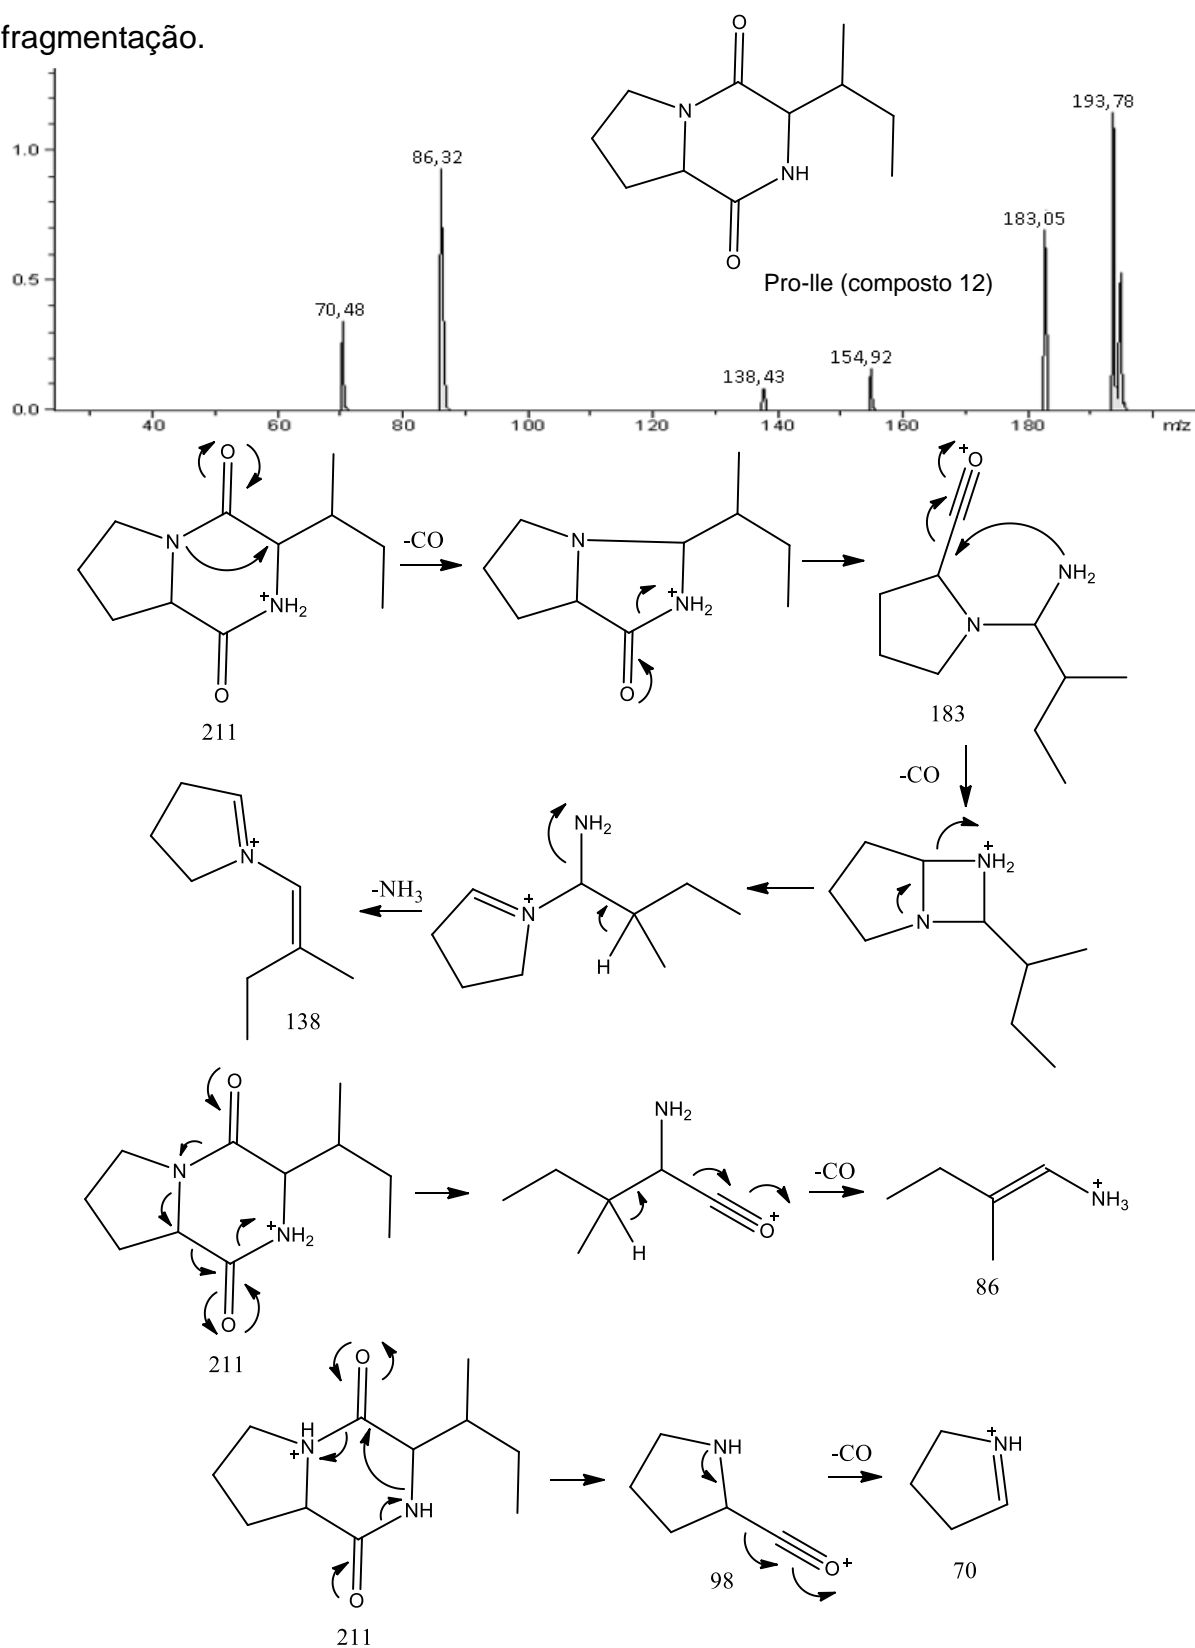 fragmentação.
O
193,78
1.0
86,32
N
NH
183,05
O
0.5
Pro-Ile (composto 12)
70,48
154,92
138,43
0.0
40 60 80 100 120 140 160 180 m/z
O
+O
-CO
N
N
NH2
+NH2
+NH2
N
O
O
211
183
-CO
NH2
+
NH2
N+
-NH3
N+
N
H
138
O
NH2
-CO
N
+NH2
O+
+NH3
H
O
86
211
O
H
N+
NH
-CO
+NH
NH
O+
O
98
70
211